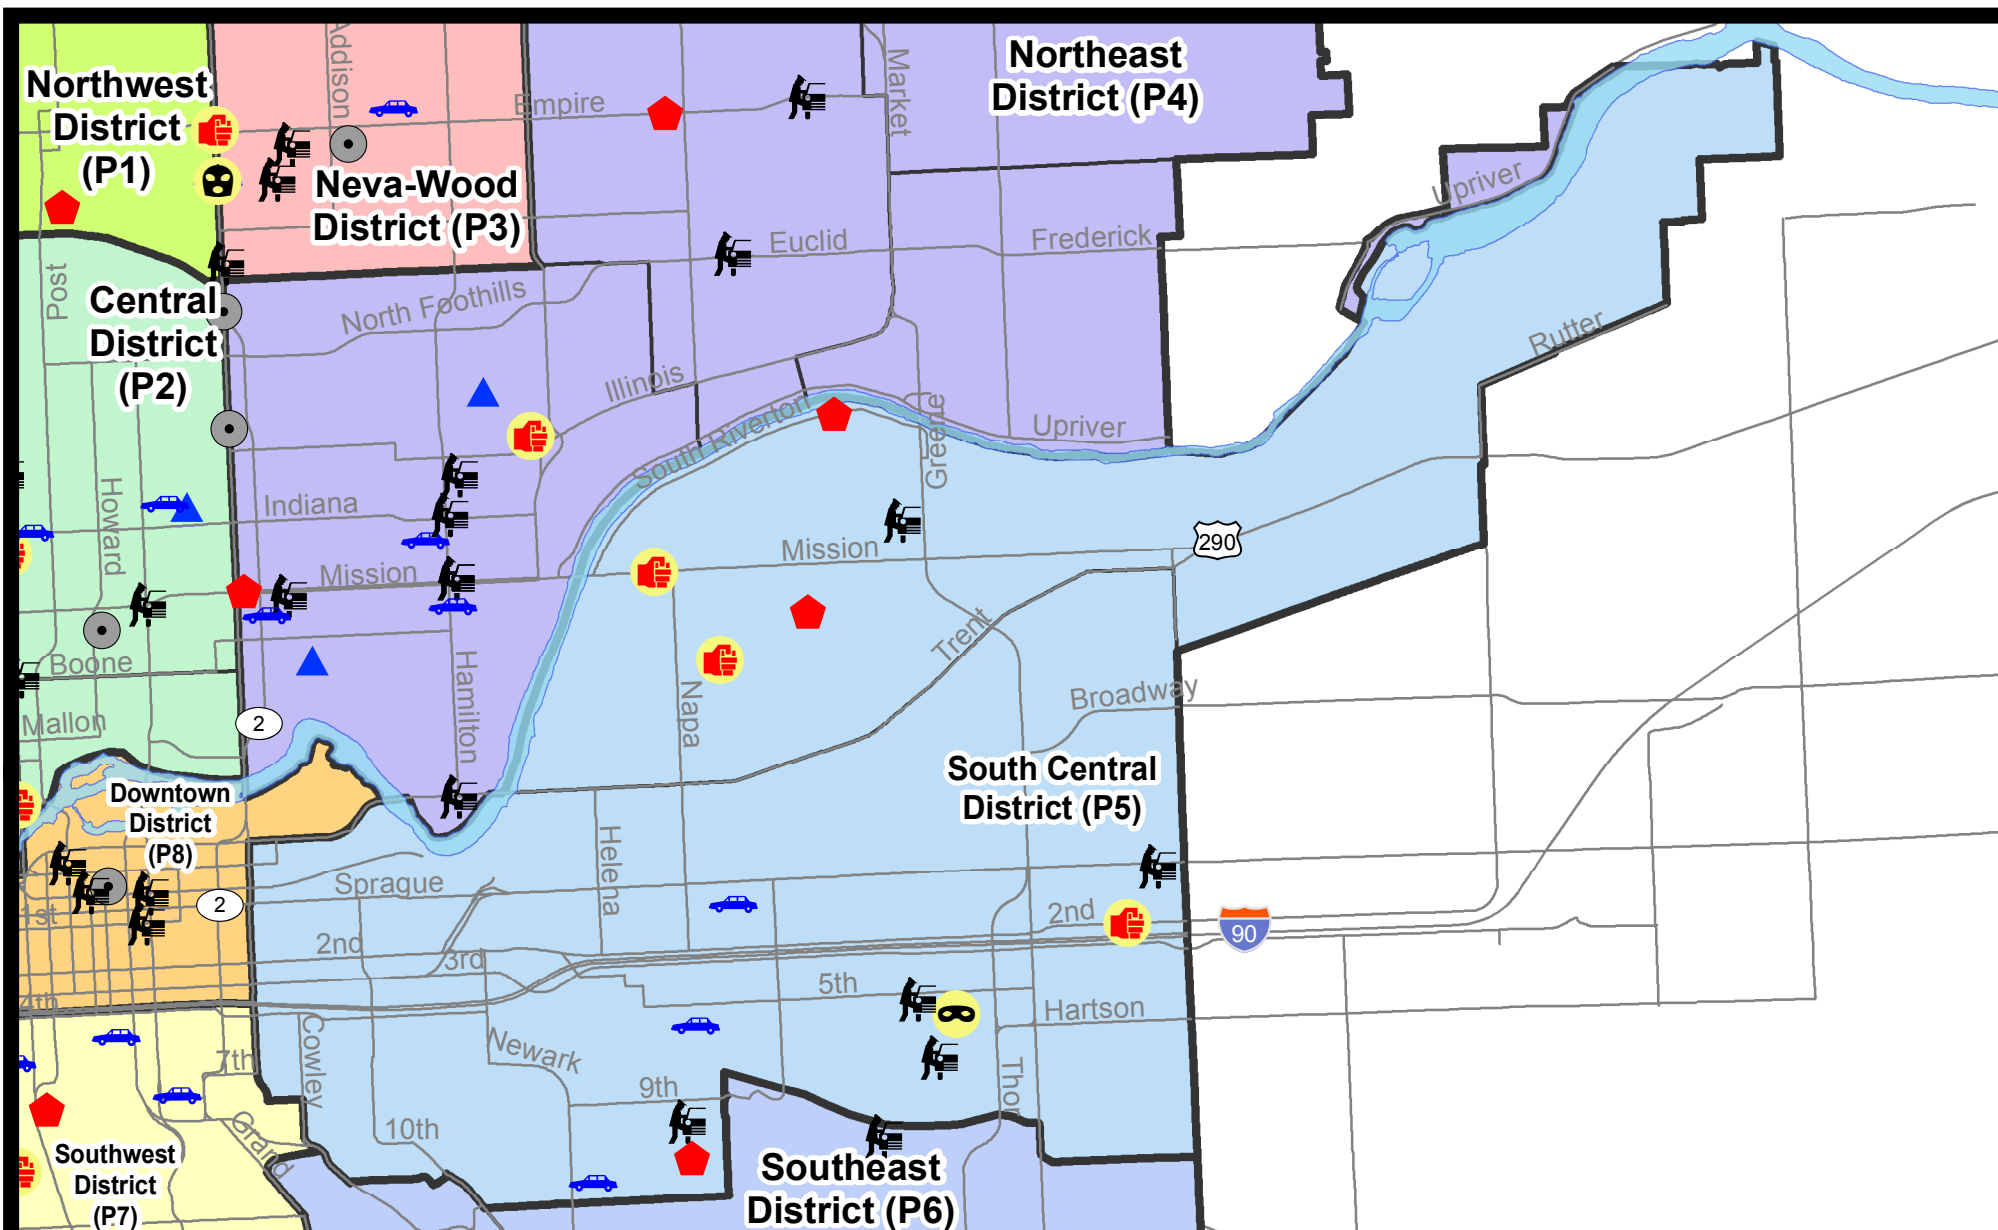 Northwest
District
(P1)
Addison
Empire
Market
Northeast
District (P4)
Neva-Wood
District (P3)
Upriver
Euclid
Frederick
Post
Central
District
(P2)
North Foothills
Rutter
Illinois
South Riverton
Greene
Upriver
Howard
Indiana
Mission
Mission
290
Trent
Boone
Hamilton
Napa
Broadway
Mallon
2
South Central
District (P5)
Downtown
District
(P8)
Helena
Sprague
1st
2
2nd
2nd
90
3rd
4th
5th
Hartson
Cowley
Newark
7th
9th
Thor
Grand
10th
Southwest
District
(P7)
Southeast
District (P6)